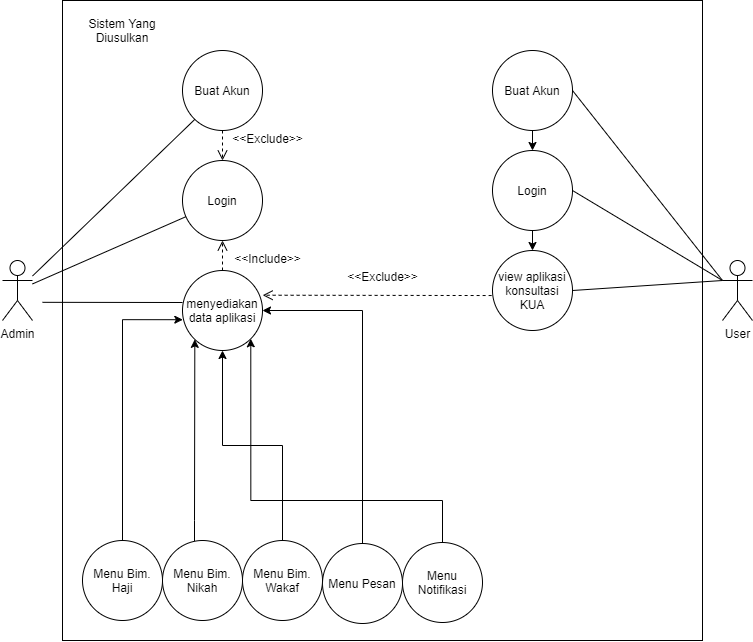 Sistem Yang
Diusulkan
Buat Akun
Buat Akun
<<Exclude>>
Login
Login
<<Include>>
<<Exclude>>
view aplikasi
konsultasi
KUA
menyediakan
data aplikasi
Admin
User
Menu Bim.
Haji
Menu Bim.
Nikah
Menu Bim.
Wakaf
Menu Pesan
Menu
Notifikasi